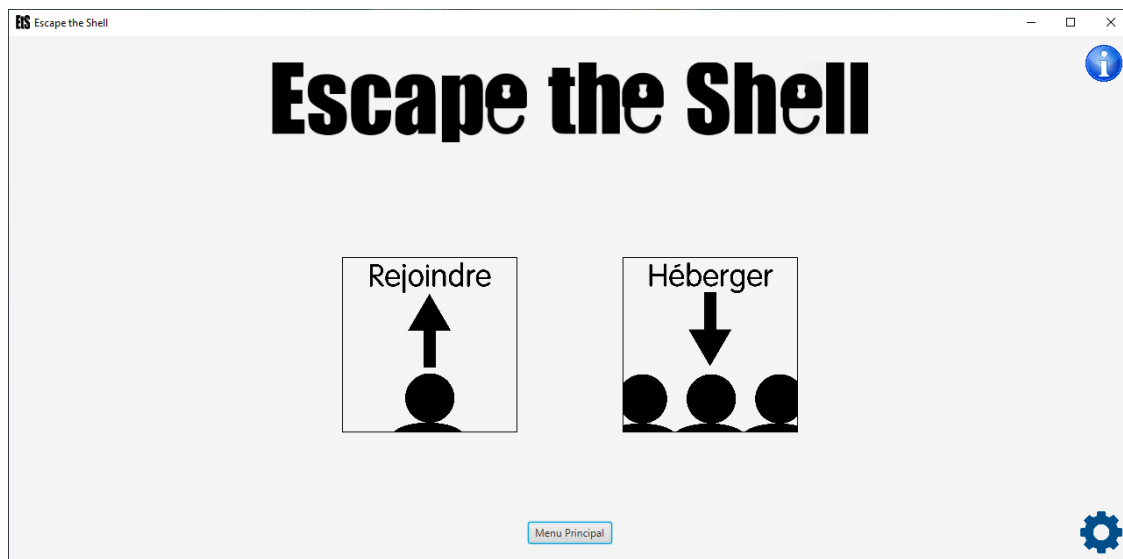 EtS Escape the Shell
Escape the Shell
Rejoindre
Héberger
Menu Principal